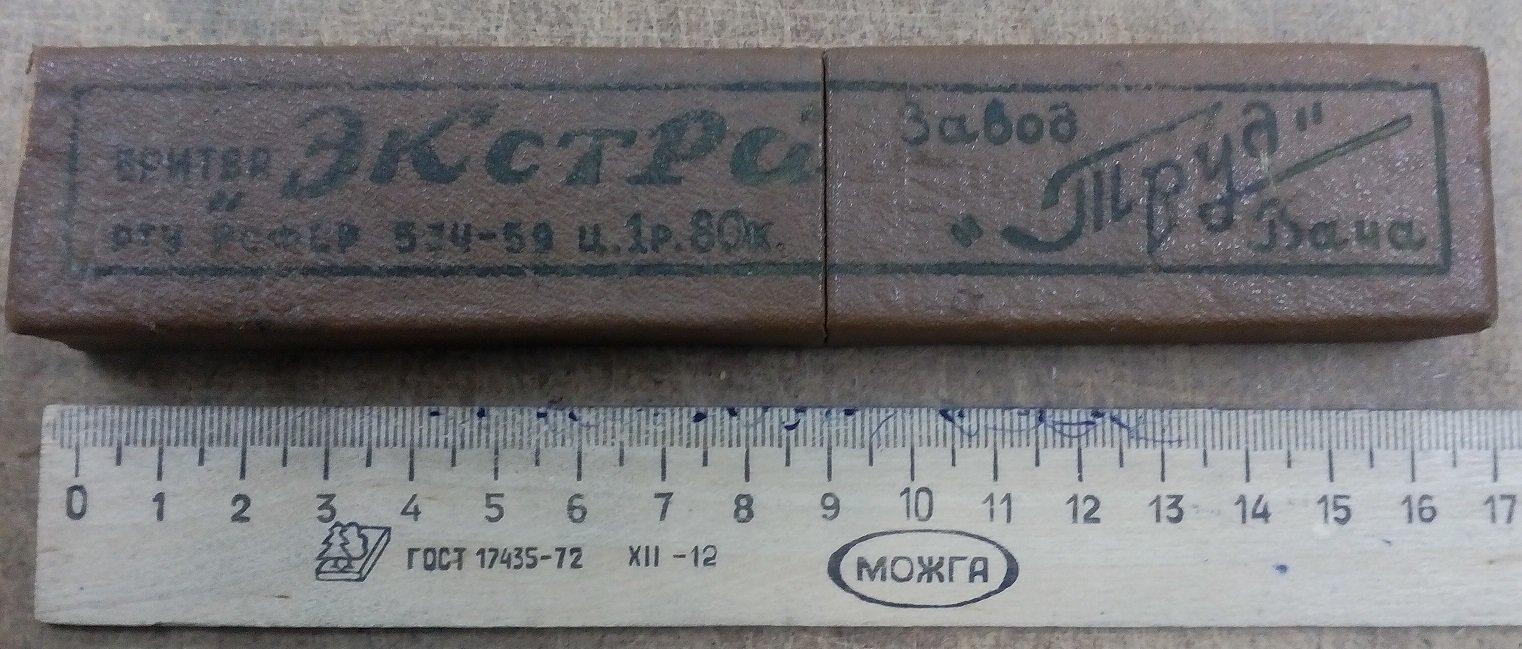 БРИТВА "Экстра"
РТУ РСФСР 534-59 ц.1р.80к.
Завод
"Труд"
Вача
0 1 2 3 4 5 6 7 8 9 10 11 12 13 14 15 16 17
ГОСТ 17435-72 XII-12
МОЖГА